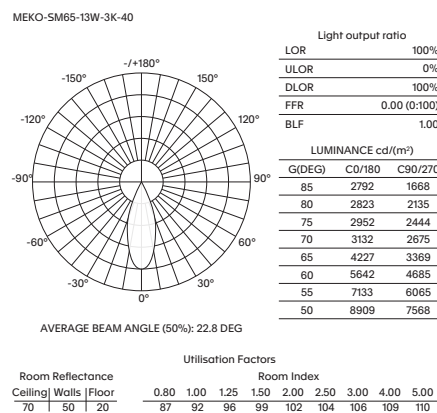 MEKO-SM65-13W-3K-40
-/+180°
-150° 150°
-120° 120°
-90° 90°
-60° 60°
-30° 30°
0°
AVERAGE BEAM ANGLE (50%): 22.8 DEG
Light output ratio
LOR 100%
ULOR 0%
DLOR 100%
FFR 0.00 (0:100)
BLF 1.00
LUMINANCE cd/(m²)
G(DEG) C0/180 C90/270
85 2792 1668
80 2823 2135
75 2952 2444
70 3132 2675
65 4227 3369
60 5642 4685
55 7133 6065
50 8909 7568
Utilisation Factors
Room Reflectance Room Index
Ceiling Walls Floor 0.80 1.00 1.25 1.50 2.00 2.50 3.00 4.00 5.00
70 50 20 87 92 96 99 102 104 106 109 110